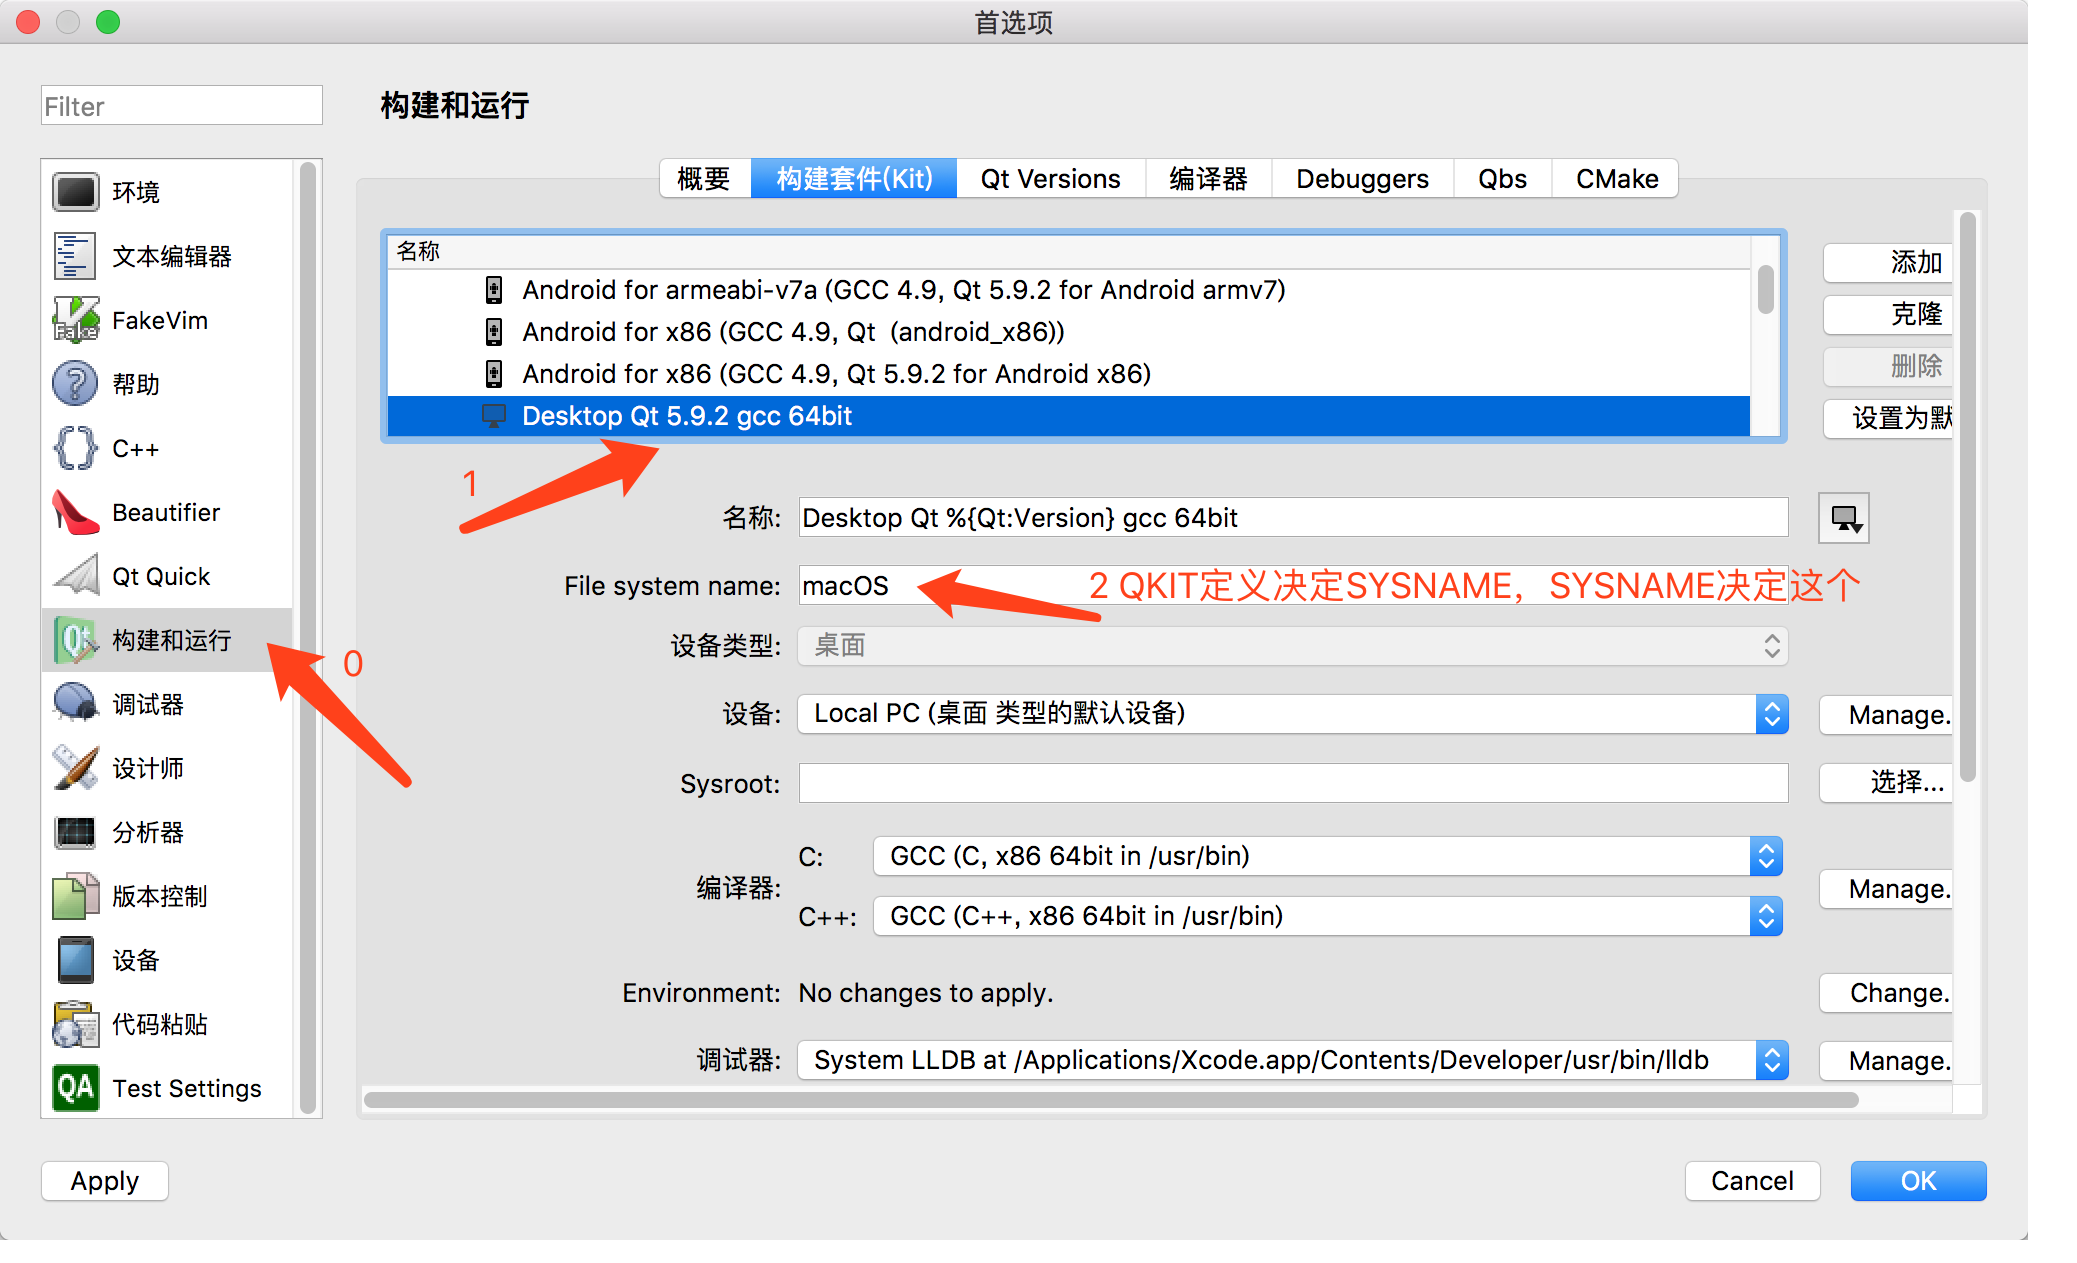 首选项
Filter
构建和运行
环境
文本编辑器
FakeVim
帮助
C++
Beautifier
Qt Quick
构建和运行
0
调试器
设计师
分析器
版本控制
设备
代码粘贴
QA Test Settings
概要 构建套件(Kit) Qt Versions 编译器 Debuggers Qbs CMake
名称
Android for armeabi-v7a (GCC 4.9, Qt 5.9.2 for Android armv7)
Android for x86 (GCC 4.9, Qt (android_x86))
Android for x86 (GCC 4.9, Qt 5.9.2 for Android x86)
Desktop Qt 5.9.2 gcc 64bit
添加
克隆
删除
设置为默
1
名称: Desktop Qt %{Qt:Version} gcc 64bit
File system name: macOS 2 QKIT定义决定SYSNAME，SYSNAME决定这个
设备类型: 桌面
设备: Local PC (桌面 类型的默认设备) Manage.
Sysroot: 选择...
编译器:
C: GCC (C, x86 64bit in /usr/bin)
C++: GCC (C++, x86 64bit in /usr/bin)
Manage.
Environment: No changes to apply. Change.
调试器: System LLDB at /Applications/Xcode.app/Contents/Developer/usr/bin/lldb Manage.
Apply Cancel OK